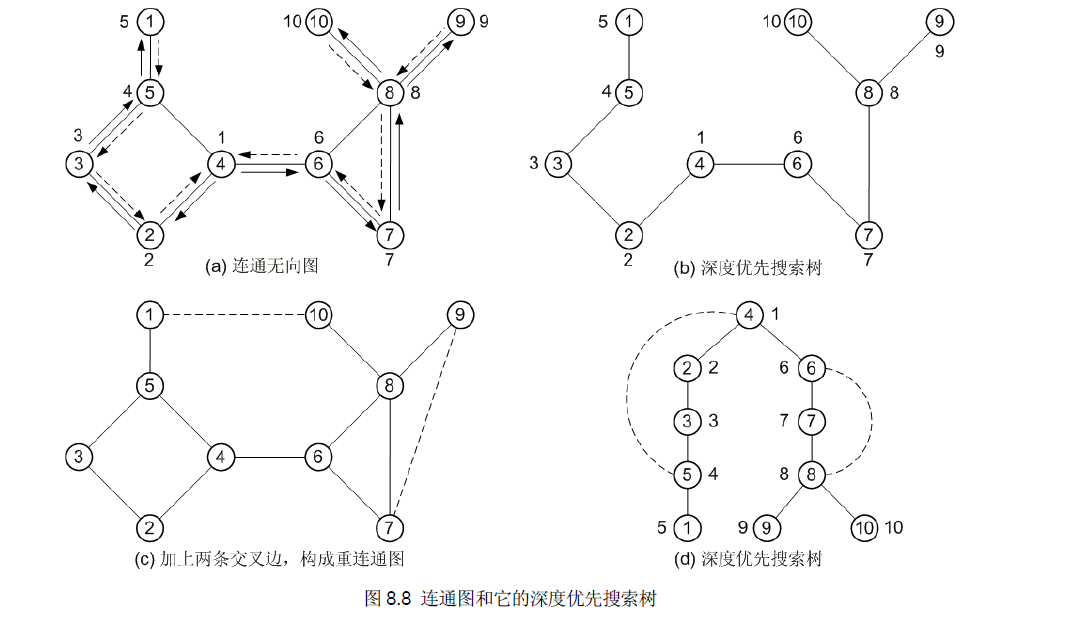 5 1 10 10 9 9
4 5 8 8
3 1 6
3 4 6
2 7
2 7
(a) 连通无向图
5 1 10 10 9
9
4 5 8 8
1 6
3 3 4 6
2 7
2 7
(b) 深度优先搜索树
1 10 9
5 8
3 4 6
2 7
(c) 加上两条交叉边，构成重连通图
4 1
2 2 6 6
3 3 7 7
5 4 8 8
5 1 9 9 10 10
(d) 深度优先搜索树
图 8.8 连通图和它的深度优先搜索树